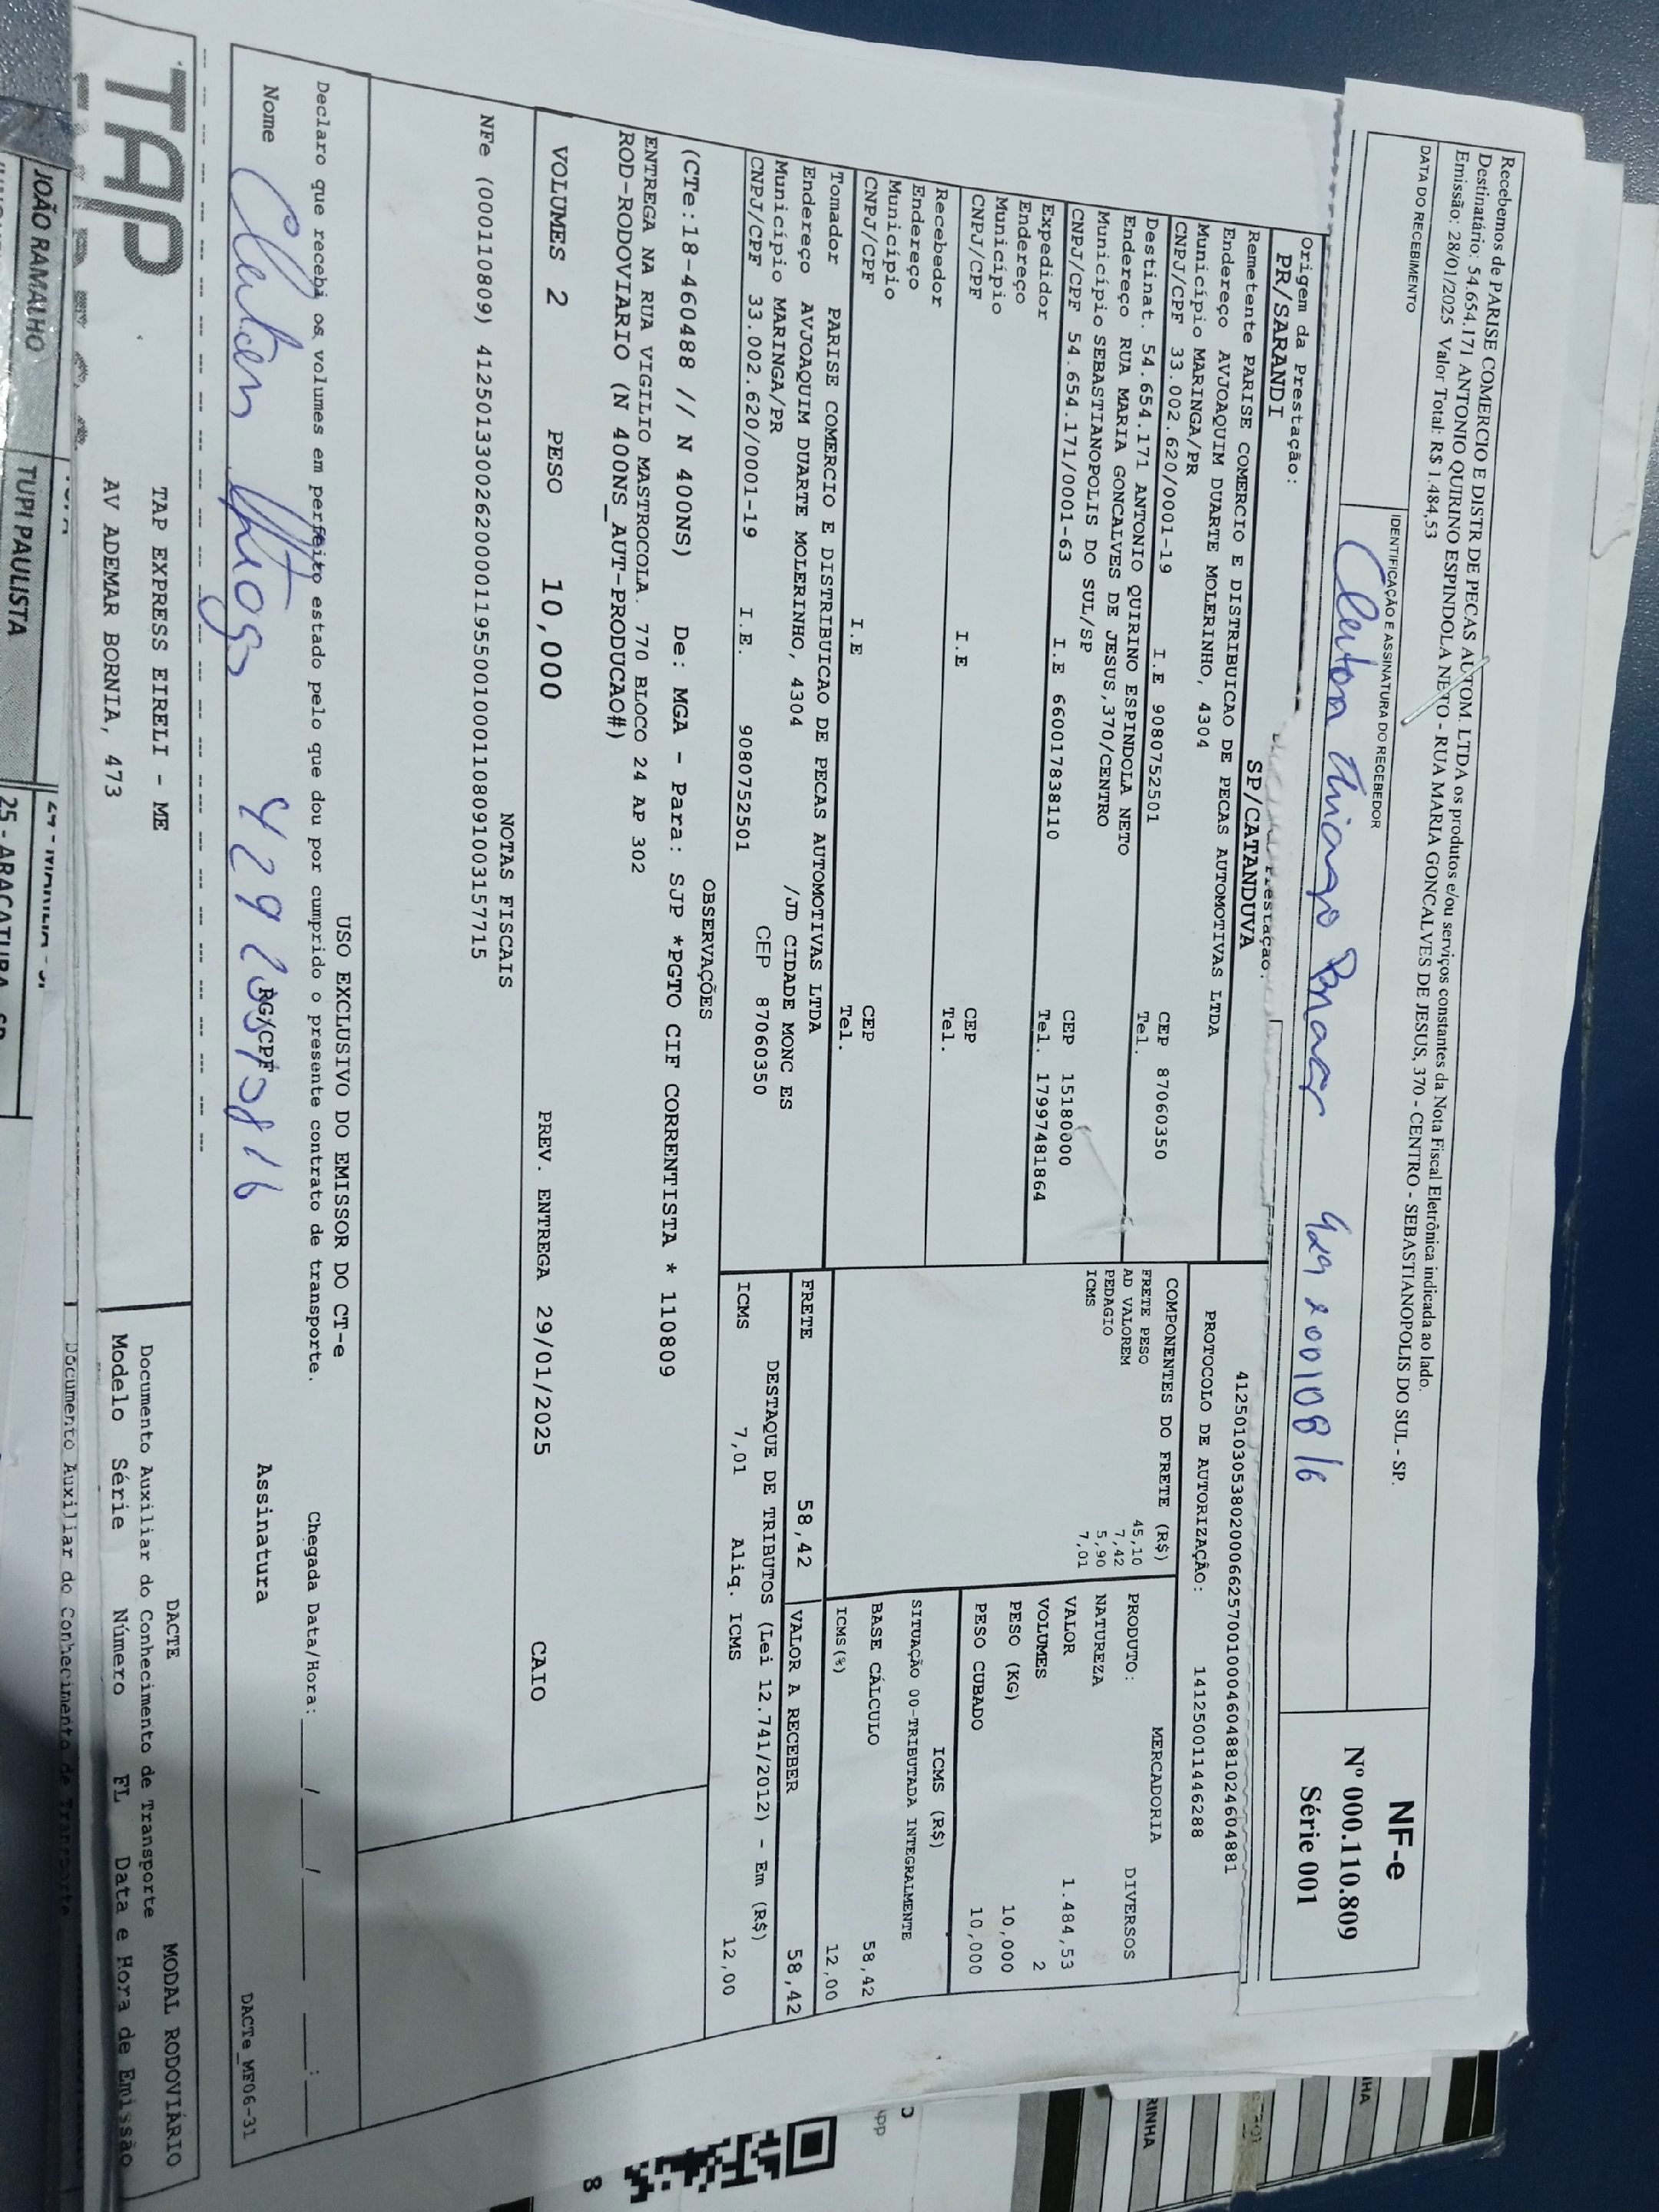 Recebemos de PARISE COMERCIO E DISTR DE PECAS AUTOM. LTDA os produtos e/ou serviços constantes da Nota Fiscal Eletrônica indicada ao lado.
Destinatário: 54.654.171 ANTONIO QUIRINO ESPINDOLA NETO - RUA MARIA GONCALVES DE JESUS, 370 - CENTRO - SEBASTIANOPOLIS DO SUL - SP.
Emissão: 28/01/2025 Valor Total: R$ 1.484,53
DATA DO RECEBIMENTO
IDENTIFICAÇÃO E ASSINATURA DO RECEBEDOR
NF-e
Nº 000.110.809
Série 001
Origem da Prestação:
PR/SARANDI
SP/CATANDUVA
41250103053802000662570010004604881024604881
PROTOCOLO DE AUTORIZAÇÃO: 141250011446288
Remetente PARISE COMERCIO E DISTRIBUICAO DE PECAS AUTOMOTIVAS LTDA
Endereço AVJOAQUIM DUARTE MOLERINHO, 4304
Município MARINGA/PR
CEP 87060350
CNPJ/CPF 33.002.620/0001-19 I.E 9080752501 Tel.
Destinat. 54.654.171 ANTONIO QUIRINO ESPINDOLA NETO
Endereço RUA MARIA GONCALVES DE JESUS,370/CENTRO
Município SEBASTIANOPOLIS DO SUL/SP CEP 15180000
CNPJ/CPF 54.654.171/0001-63 I.E 660017838110 Tel. 17997481864
Expedidor
Endereço
Município CEP
CNPJ/CPF I.E Tel.
Recebedor
Endereço
Município CEP
CNPJ/CPF I.E Tel.
Tomador PARISE COMERCIO E DISTRIBUICAO DE PECAS AUTOMOTIVAS LTDA
Endereço AVJOAQUIM DUARTE MOLERINHO, 4304 /JD CIDADE MONC ES
Município MARINGA/PR CEP 87060350
CNPJ/CPF 33.002.620/0001-19 I.E. 9080752501
COMPONENTES DO FRETE (R$)
FRETE PESO 45,10
AD VALOREM 7,42
PEDAGIO 5,90
ICMS 7,01
MERCADORIA
PRODUTO: DIVERSOS
NATUREZA
VALOR 1.484,53
VOLUMES 2
PESO (KG) 10,000
PESO CUBADO 10,000
ICMS (R$)
SITUAÇÃO 00-TRIBUTADA INTEGRALMENTE
BASE CÁLCULO 58,42
ICMS(%) 12,00
FRETE 58,42 VALOR A RECEBER 58,42
DESTAQUE DE TRIBUTOS (Lei 12.741/2012) - Em (R$)
ICMS 7,01 Aliq. ICMS 12,00
OBSERVAÇÕES
(CTe:18-460488 // N 400NS) De: MGA - Para: SJP *PGTO CIF CORRENTISTA * 110809
ENTREGA NA RUA VIGILIO MASTROCOLA. 770 BLOCO 24 AP 302
ROD-RODOVIARIO (N 400NS_AUT-PRODUCAO#)
VOLUMES 2 PESO 10,000 PREV. ENTREGA 29/01/2025 CAIO
NOTAS FISCAIS
NFe (000110809) 41250133002620000119550010001108091003157715
USO EXCLUSIVO DO EMISSOR DO CT-e
Declaro que recebi os volumes em perfeito estado pelo que dou por cumprido o presente contrato de transporte.
Chegada Data/Hora: ____/____/______ ___:___
Nome
RG/CPF
Assinatura
DACTe_MF06-31
TAP
TAP EXPRESS EIRELI - ME
AV ADEMAR BORNIA, 473
DACTE
Documento Auxiliar do Conhecimento de Transporte
Modelo Série Número FL Data e Hora de Emissão
MODAL RODOVIÁRIO
Documento Auxiliar do Conhecimento de Transporte
JOÃO RAMALHO
TUPI PAULISTA